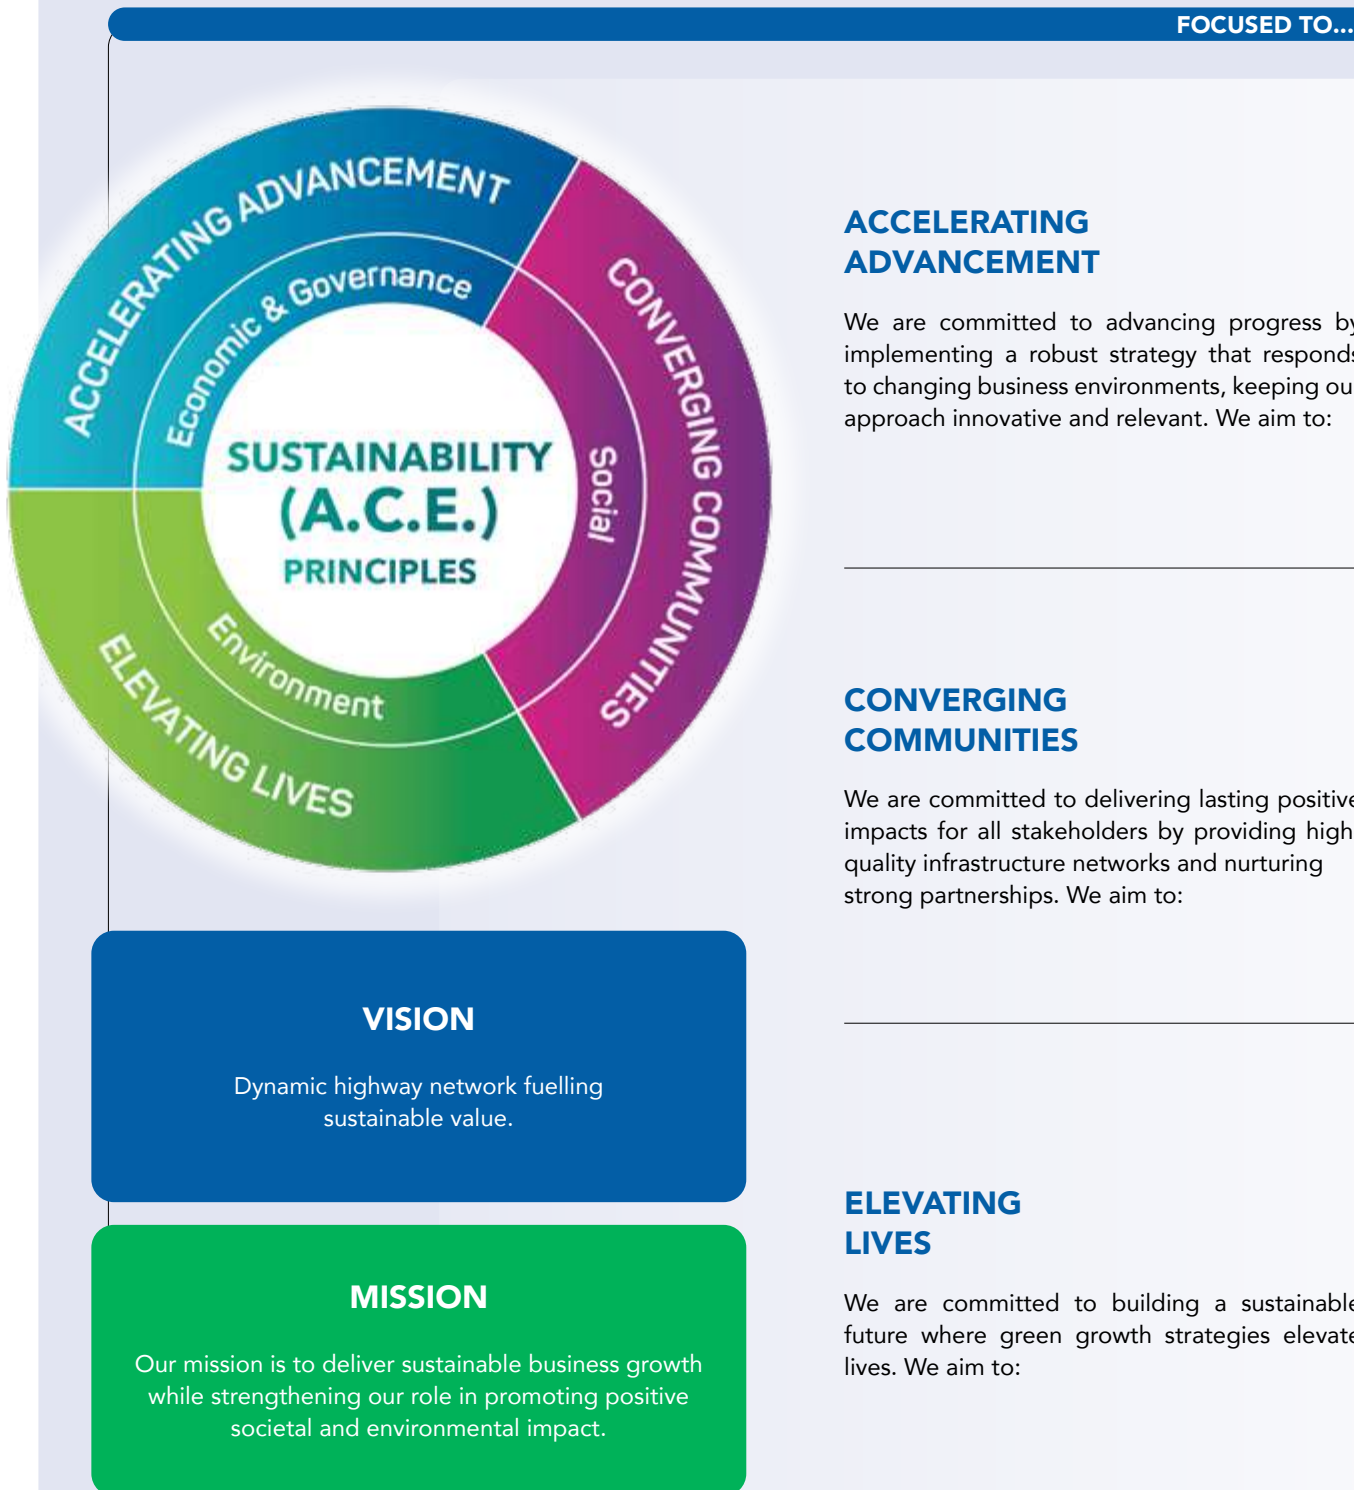 FOCUSED TO...
ACCELERATING ADVANCEMENT
Economic & Governance
CONVERGING COMMUNITIES
Social
ELEVATING LIVES
Environment
SUSTAINABILITY
(A.C.E.)
PRINCIPLES
VISION
Dynamic highway network fuelling
sustainable value.
MISSION
Our mission is to deliver sustainable business growth
while strengthening our role in promoting positive
societal and environmental impact.
ACCELERATING
ADVANCEMENT
We are committed to advancing progress by
implementing a robust strategy that responds
to changing business environments, keeping ou
approach innovative and relevant. We aim to:
CONVERGING
COMMUNITIES
We are committed to delivering lasting positive
impacts for all stakeholders by providing high
quality infrastructure networks and nurturing
strong partnerships. We aim to:
ELEVATING
LIVES
We are committed to building a sustainable
future where green growth strategies elevate
lives. We aim to: